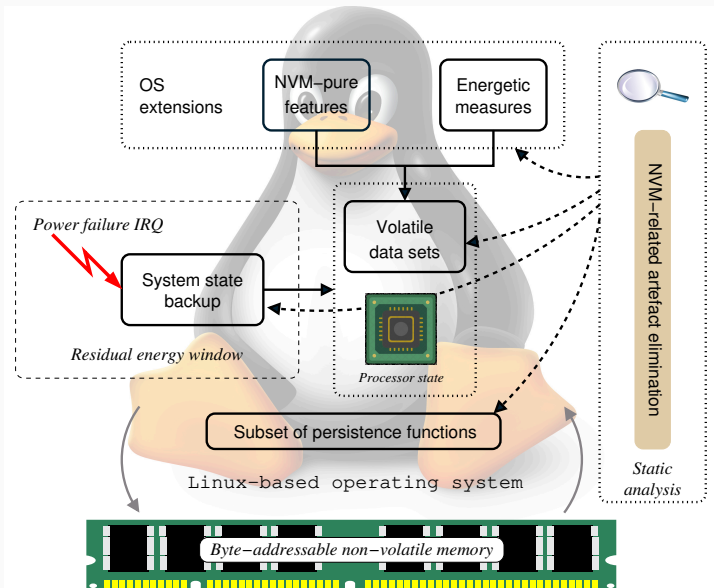 OS
extensions
NVM−pure
features
Energetic
measures
NVM−related artefact elimination
Power failure IRQ
Volatile
data sets
System state
backup
Residual energy window
Processor state
Subset of persistence functions
Static
analysis
Linux−based operating system
Byte−addressable non−volatile memory